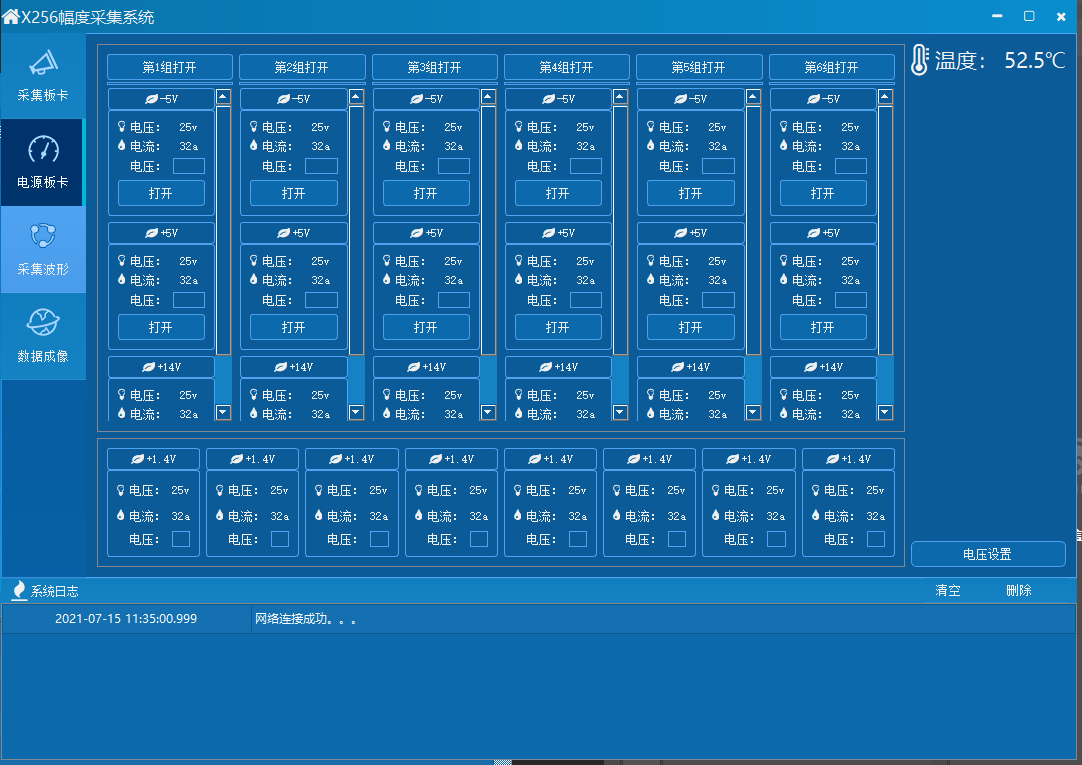 X256幅度采集系统
采集板卡
电源板卡
采集波形
数据成像
第1组打开 第2组打开 第3组打开 第4组打开 第5组打开 第6组打开
-5V -5V -5V -5V -5V -5V
电压： 25v 电压： 25v 电压： 25v 电压： 25v 电压： 25v 电压： 25v
电流： 32a 电流： 32a 电流： 32a 电流： 32a 电流： 32a 电流： 32a
电压： 电压： 电压： 电压： 电压： 电压：
打开 打开 打开 打开 打开 打开
+5V +5V +5V +5V +5V +5V
电压： 25v 电压： 25v 电压： 25v 电压： 25v 电压： 25v 电压： 25v
电流： 32a 电流： 32a 电流： 32a 电流： 32a 电流： 32a 电流： 32a
电压： 电压： 电压： 电压： 电压： 电压：
打开 打开 打开 打开 打开 打开
+14V +14V +14V +14V +14V +14V
电压： 25v 电压： 25v 电压： 25v 电压： 25v 电压： 25v 电压： 25v
电流： 32a 电流： 32a 电流： 32a 电流： 32a 电流： 32a 电流： 32a
+1.4V +1.4V +1.4V +1.4V +1.4V +1.4V +1.4V +1.4V
电压： 25v 电压： 25v 电压： 25v 电压： 25v 电压： 25v 电压： 25v 电压： 25v 电压： 25v
电流： 32a 电流： 32a 电流： 32a 电流： 32a 电流： 32a 电流： 32a 电流： 32a 电流： 32a
电压： 电压： 电压： 电压： 电压： 电压： 电压： 电压：
温度： 52.5℃
电压设置
系统日志 清空 删除
2021-07-15 11:35:00.999 网络连接成功。。。